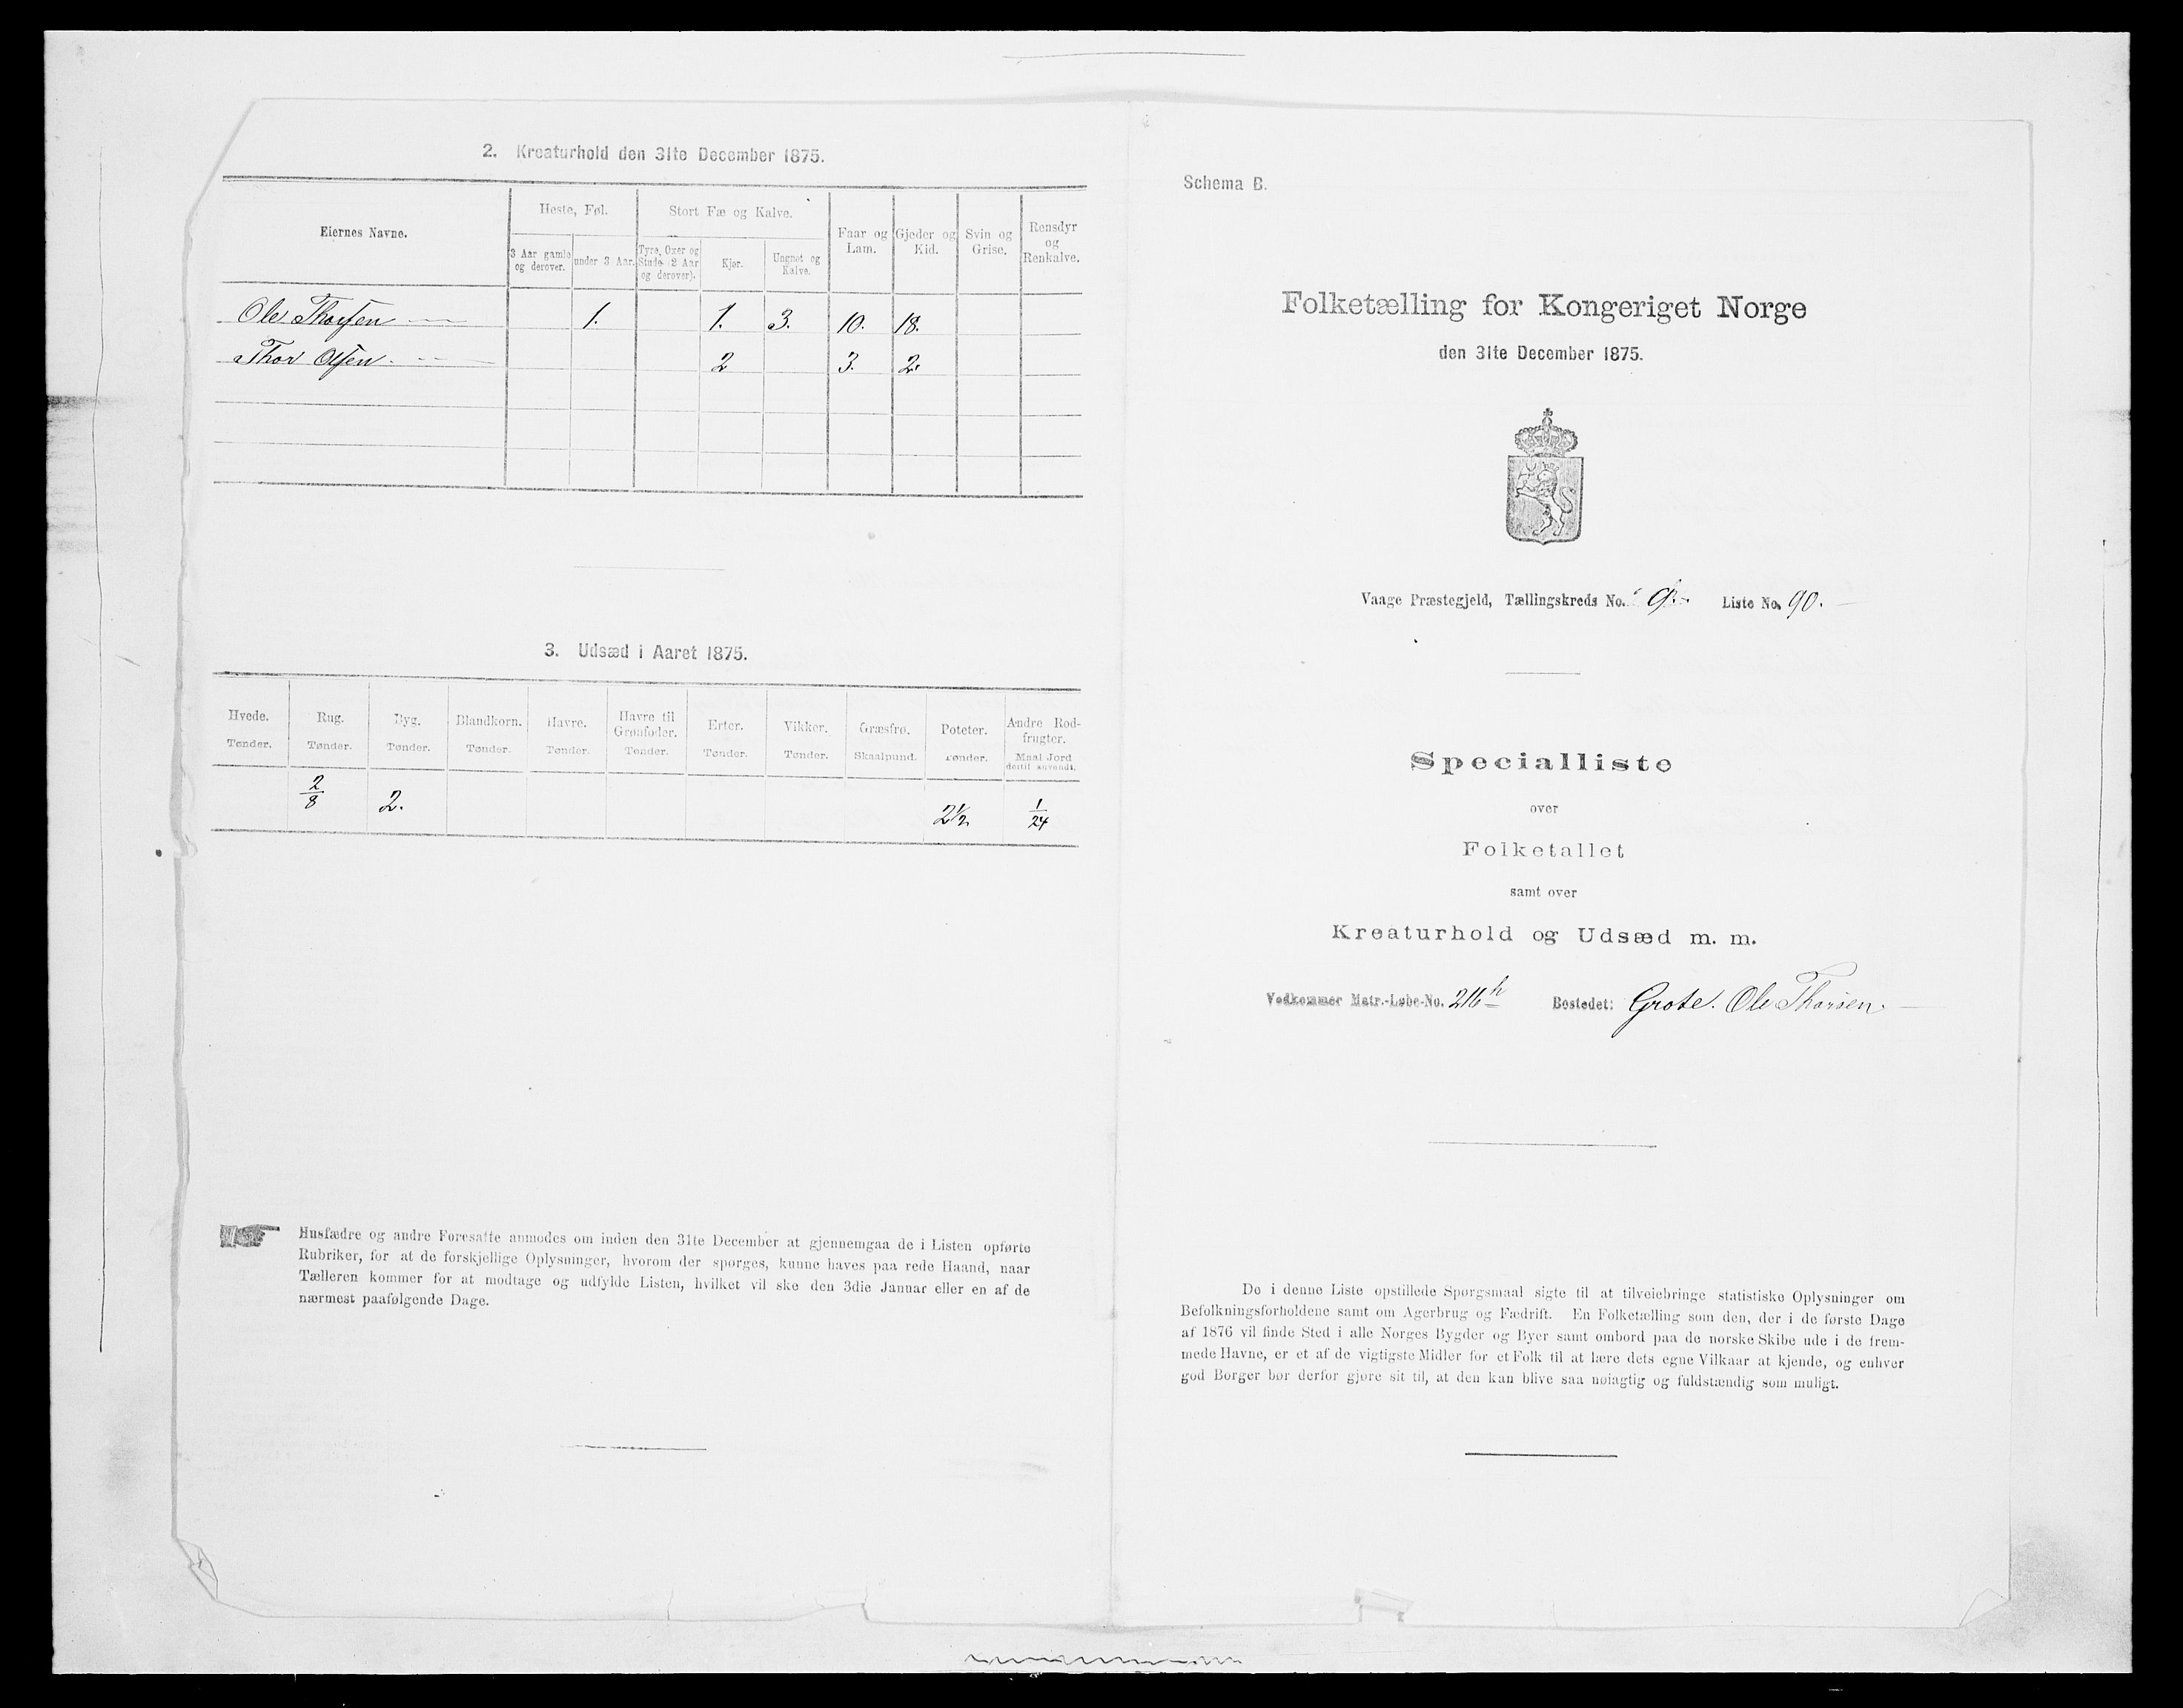 2. Kreaturhold den 31te December 1875.
Eiernes Navne.
Heste, Føl.
Stort Fæ og Kalve.
3 Aar gamle og derover.
under 3 Aar.
Tyre, Oxer og Stude (2 Aar og derover).
Kjør.
Ungnøt og Kalve.
Faar og Lam.
Gjeder og Kid.
Svin og Grise.
Rensdyr og Renkalve.
Ole Thorsen 1. 1. 3. 10. 18.
Thor Olsen. 2 3. 2.
3. Udsæd i Aaret 1875.
Hvede. Rug. Byg. Blandkorn. Havre. Havre til Grønfoder. Erter. Vikker. Græsfrø. Poteter. Andre Rodfrugter.
Tønder. Tønder. Tønder. Tønder. Tønder. Tønder. Tønder. Tønder. Skaalpund. Tønder. Maal Jord dertil anvendt.
2/8 2. 2½ 1/24
Husfædre og andre Foresatte anmodes om inden den 31te December at gjennemgaa de i Listen opførte
Rubriker, for at de forskjellige Oplysninger, hvorom der spørges, kunne haves paa rede Haand, naar
Tælleren kommer for at modtage og udfylde Listen, hvilket vil ske den 3die Januar eller en af de
nærmest paafølgende Dage.
Schema B.
Folketælling for Kongeriget Norge
den 31te December 1875.
Vaage Præstegjeld, Tællingskreds No. 9. Liste No. 90.
Specialliste
over
Folketallet
samt over
Kreaturhold og Udsæd m. m.
Vedkommer Matr.-Løbe-No. 216h Bostedet: Grote. Ole Thorsen.
De i denne Liste opstillede Spørgsmaal sigte til at tilveiebringe statistiske Oplysninger om
Befolkningsforholdene samt om Agerbrug og Fædrift. En Folketælling som den, der i de første Dage
af 1876 vil finde Sted i alle Norges Bygder og Byer samt ombord paa de norske Skibe ude i de frem-
mede Havne, er et af de vigtigste Midler for et Folk til at lære dets egne Vilkaar at kjende, og enhver
god Borger bør derfor gjøre sit til, at den kan blive saa nøiagtig og fuldstændig som muligt.